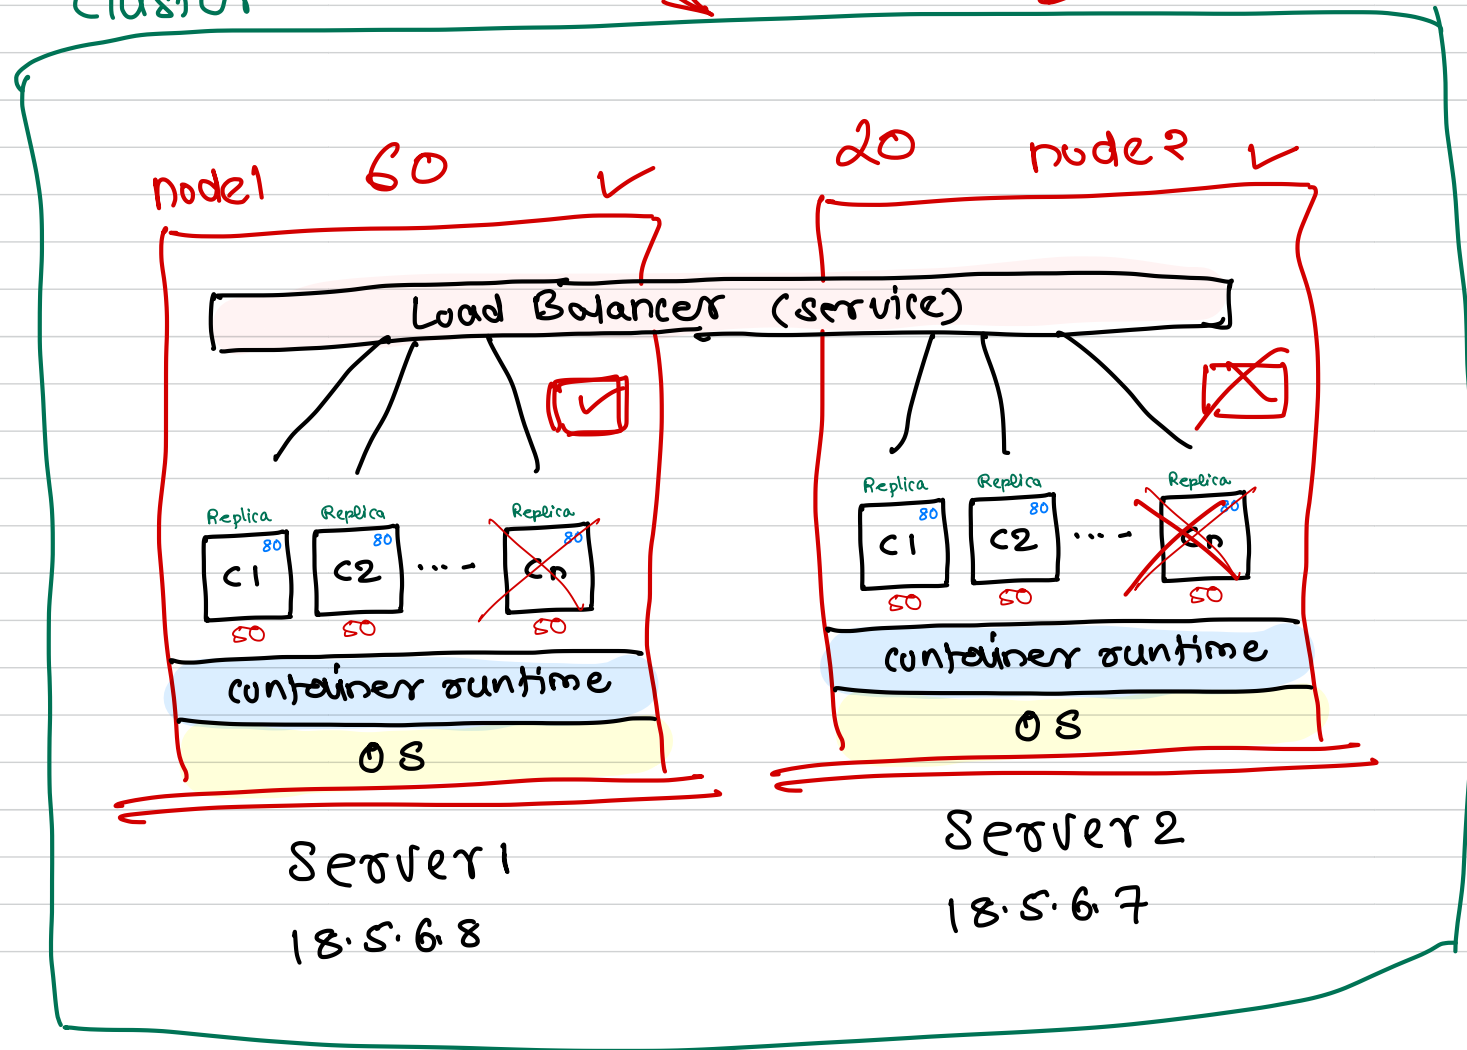 Cluster
node1 60
20 node2
Load Balancer (service)
Replica Replica Replica
80 80 80
C1 C2 .... Cn
50 50 50
container runtime
OS
Server1
18.5.6.8
Replica Replica Replica
80 80 80
C1 C2 .... Cn
50 50 50
container runtime
OS
Server2
18.5.6.7